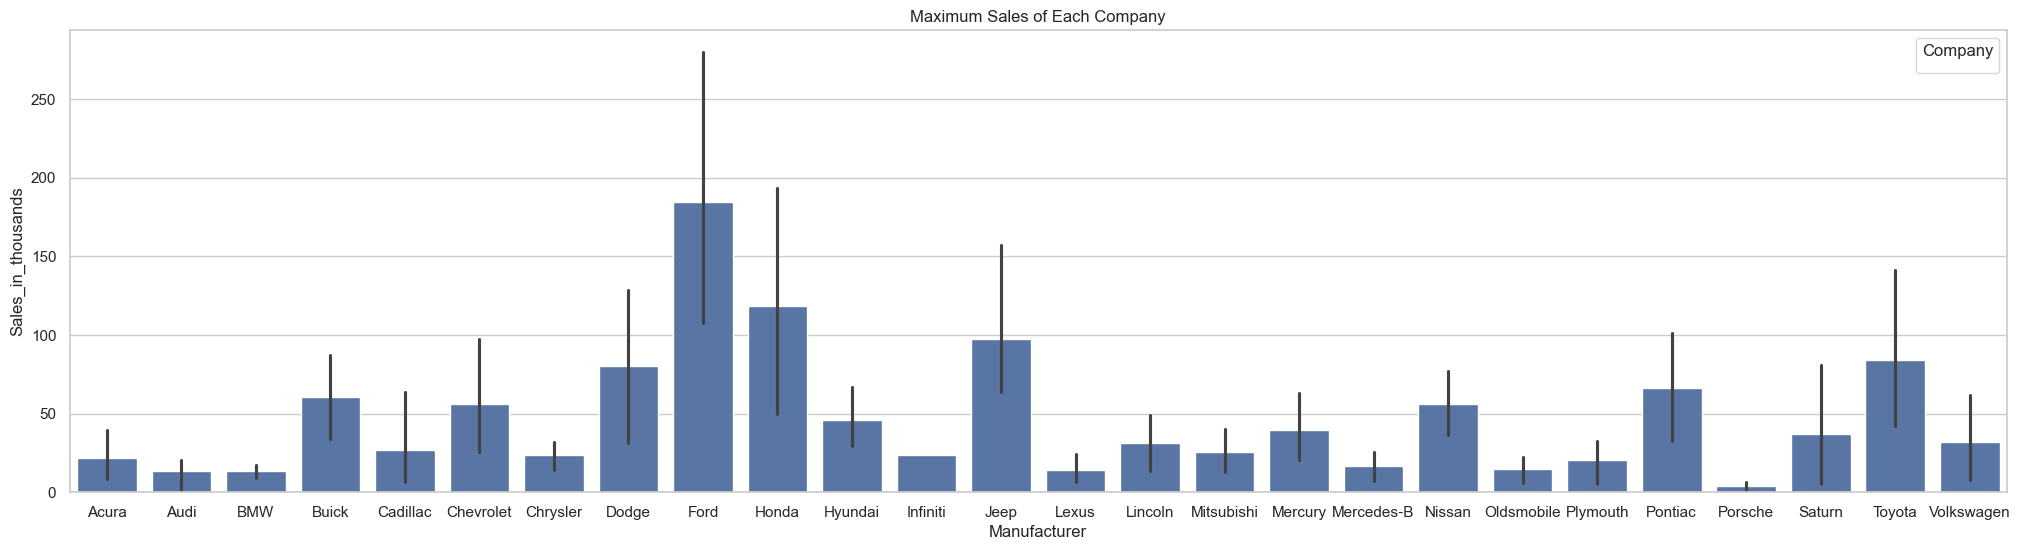 Maximum Sales of Each Company
Company
Sales_in_thousands
250
200
150
100
50
0
Acura Audi BMW Buick Cadillac Chevrolet Chrysler Dodge Ford Honda Hyundai Infiniti Jeep Lexus Lincoln Mitsubishi Mercury Mercedes-B Nissan Oldsmobile Plymouth Pontiac Porsche Saturn Toyota Volkswagen
Manufacturer